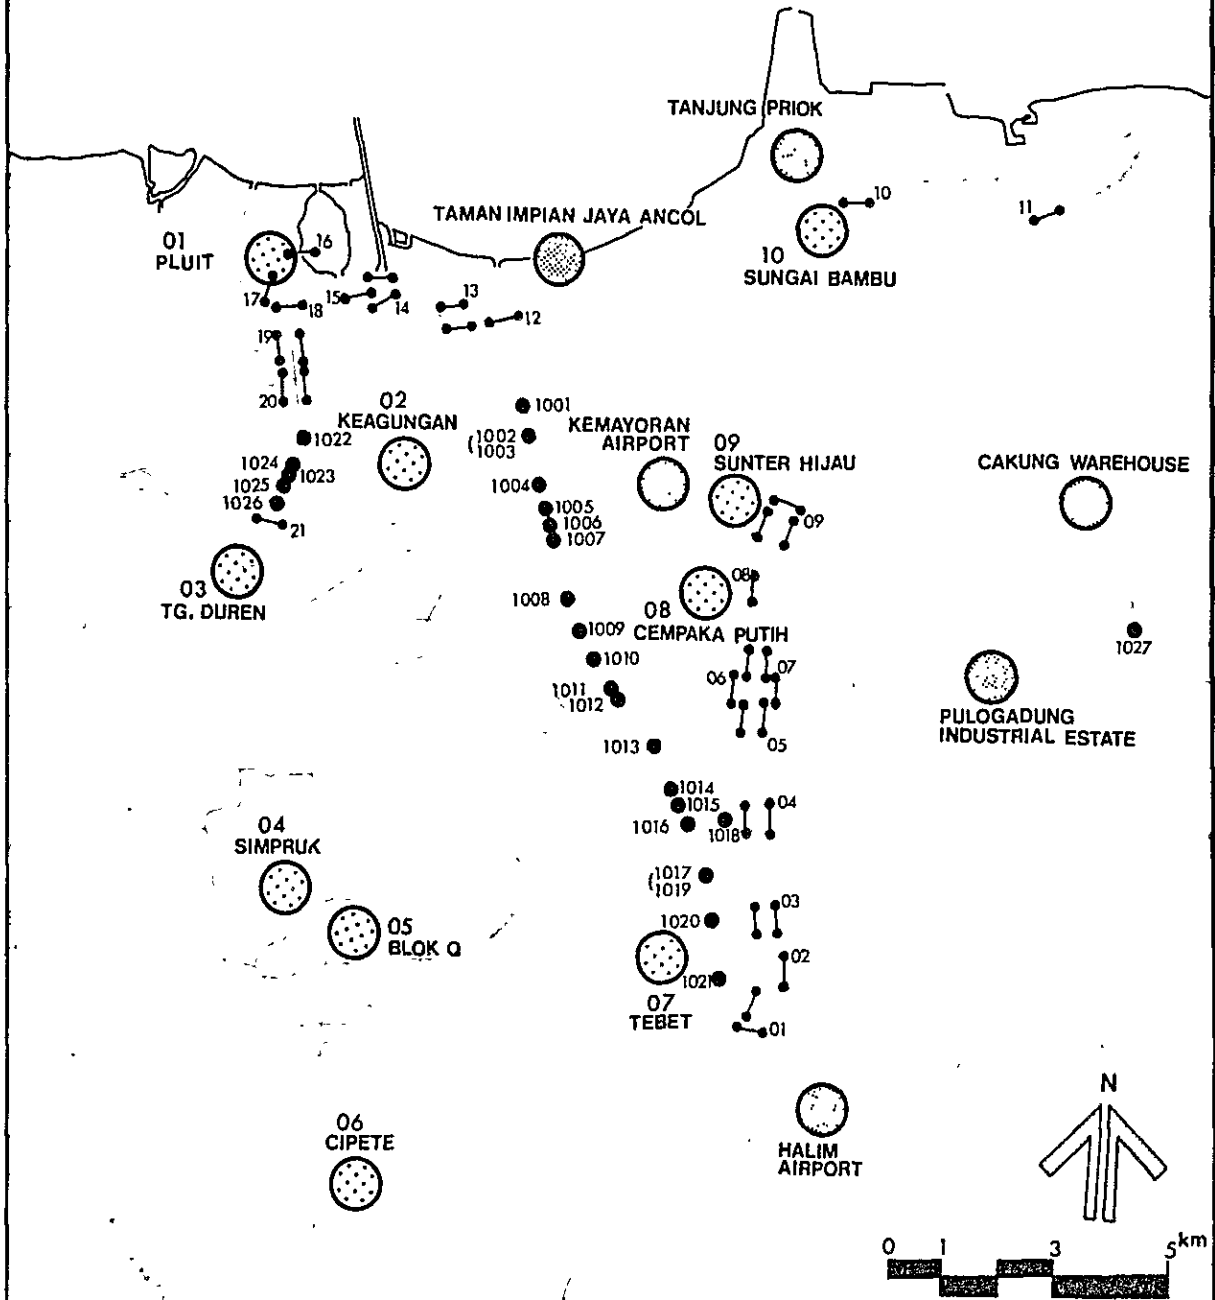 TANJUNG PRIOK
10
11
TAMAN IMPIAN JAYA ANCOL
01
PLUIT
16
10
SUNGAI BAMBU
17
18
15
14
13
12
19
20
02
KEAGUNGAN
1001
1022
(1002
1003
KEMAYORAN
AIRPORT
09
SUNTER HIJAU
CAKUNG WAREHOUSE
1024
1023
1025
1026
1004
1005
1006
1007
09
21
03
TG. DUREN
1008
08
08
CEMPAKA PUTIH
1009
1027
1010
06
07
1011
1012
PULOGADUNG
INDUSTRIAL ESTATE
1013
05
1014
1015
1016
1018
04
04
SIMPRUK
(1017
1019
03
1020
05
BLOK Q
02
1021
07
TEBET
01
N
06
CIPETE
HALIM
AIRPORT
0 1 3 5 km